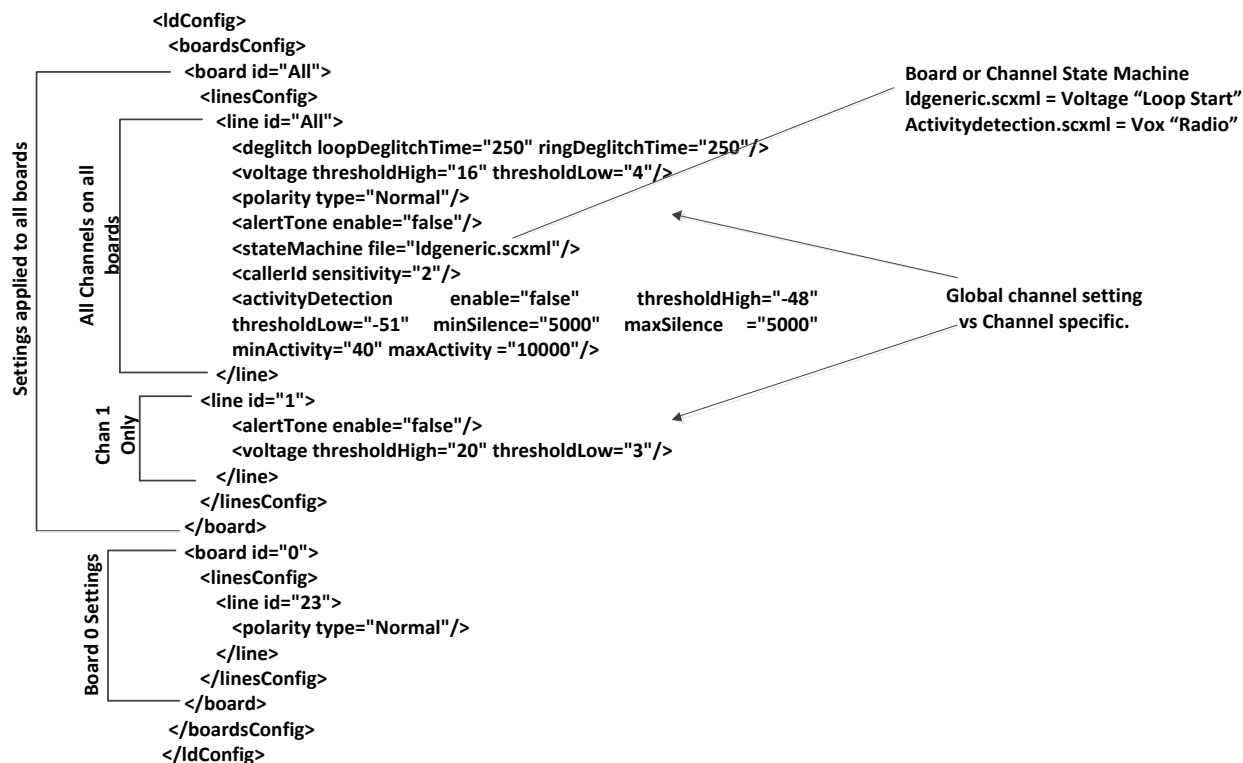 <ldConfig>
<boardsConfig>
<board id="All">
<linesConfig>
<line id="All">
<deglitch loopDeglitchTime="250" ringDeglitchTime="250"/>
<voltage thresholdHigh="16" thresholdLow="4"/>
<polarity type="Normal"/>
<alertTone enable="false"/>
<stateMachine file="ldgeneric.scxml"/>
<callerId sensitivity="2"/>
<activityDetection enable="false" thresholdHigh="-48"
thresholdLow="-51" minSilence="5000" maxSilence ="5000"
minActivity="40" maxActivity ="10000"/>
</line>
<line id="1">
<alertTone enable="false"/>
<voltage thresholdHigh="20" thresholdLow="3"/>
</line>
</linesConfig>
</board>
<board id="0">
<linesConfig>
<line id="23">
<polarity type="Normal"/>
</line>
</linesConfig>
</board>
</boardsConfig>
</ldConfig>
Settings applied to all boards
All Channels on all
boards
Chan 1
Only
Board 0 Settings
Board or Channel State Machine
ldgeneric.scxml = Voltage “Loop Start”
Activitydetection.scxml = Vox “Radio”
Global channel setting
vs Channel specific.